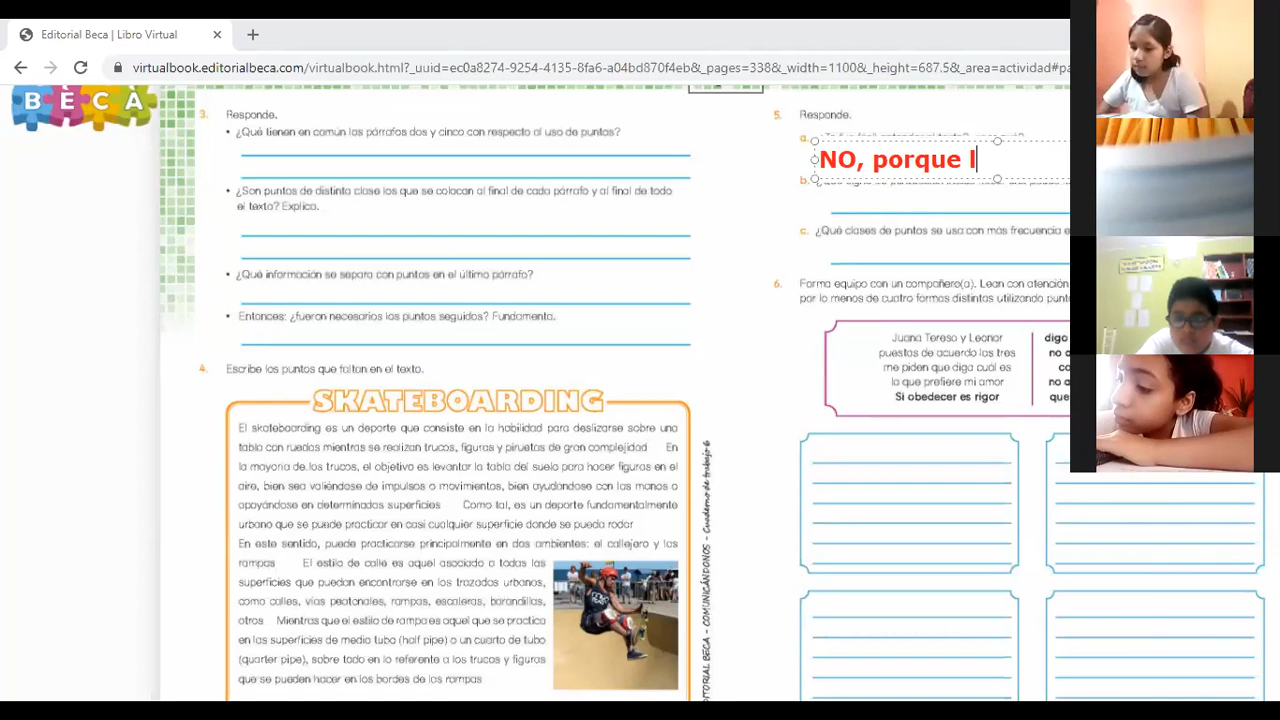 Editorial Beca | Libro Virtual
virtualbook.editorialbeca.com/virtualbook.html?_uuid=ec0a8274-9254-4135-8fa6-a04bd870f4eb&_pages=338&_width=1100&_height=687.5&_area=actividad#pa
BECA
3. Responde.
• ¿Qué tienen en común los párrafos dos y cinco con respecto al uso de puntos?
• ¿Son puntos de distinta clase los que se colocan al final de cada párrafo y al final de todo
el texto? Explica.
• ¿Qué información se separa con puntos en el último párrafo?
• Entonces: ¿fueron necesarios los puntos seguidos? Fundamenta.
4. Escribe los puntos que faltan en el texto.
SKATEBOARDING
El skateboarding es un deporte que consiste en la habilidad para deslizarse sobre una
tabla con ruedas mientras se realizan trucos, figuras y piruetas de gran complejidad En
la mayoría de los trucos, el objetivo es levantar la tabla del suelo para hacer figuras en el
aire, bien sea valiéndose de impulsos o movimientos, bien ayudándose con las manos o
apoyándose en determinadas superficies Como tal, es un deporte fundamentalmente
urbano que se puede practicar en casi cualquier superficie donde se pueda rodar
En este sentido, puede practicarse principalmente en dos ambientes: el callejero y las
rampas El estilo de calle es aquel asociado a todas las
superficies que puedan encontrarse en los trazados urbanos,
como calles, vías peatonales, rampas, escaleras, barandillas,
otros Mientras que el estilo de rampa es aquel que se practica
en las superficies de medio tubo (half pipe) o un cuarto de tubo
(quarter pipe), sobre todo en lo referente a los trucos y figuras
que se pueden hacer en los bordes de las rampas
EDITORIAL BECA - COMUNICÁNDONOS - Cuaderno de trabajo 6
5. Responde.
a.
NO, porque l
b.
c. ¿Qué clases de puntos se usa con más frecuencia e
6. Forma equipo con un compañero(a). Lean con atención
por lo menos de cuatro formas distintas utilizando punt
Juana Teresa y Leonor
puestas de acuerdo las tres
me piden que diga cuál es
la que prefiere mi amor
Si obedecer es rigor
digo
no a
ca
no a
que